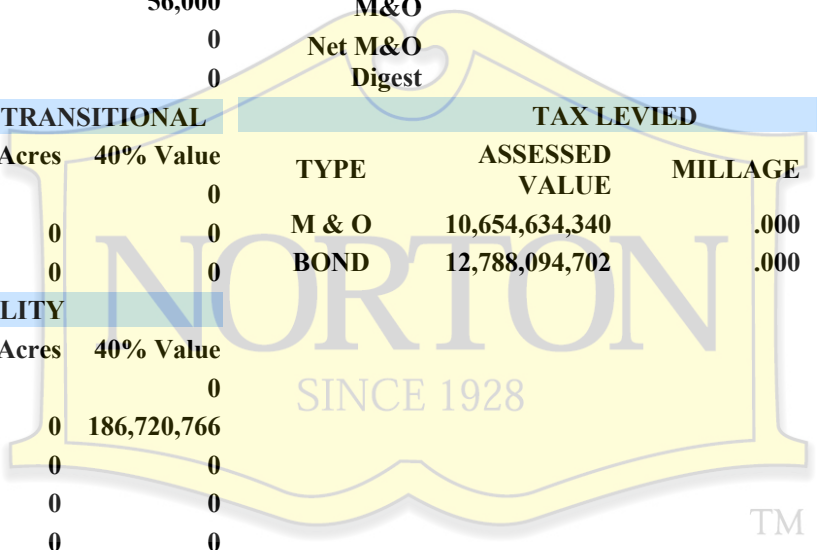 56,000
M&O
0
Net M&O
0
Digest
TRANSITIONAL
TAX LEVIED
Acres 40% Value
TYPE
ASSESSED VALUE
MILLAGE
0
0 0
M & O 10,654,634,340 .000
0 0
BOND 12,788,094,702 .000
LITY
Acres 40% Value
0
0 186,720,766
0 0
0 0
0 0
NORTON
SINCE 1928
TM